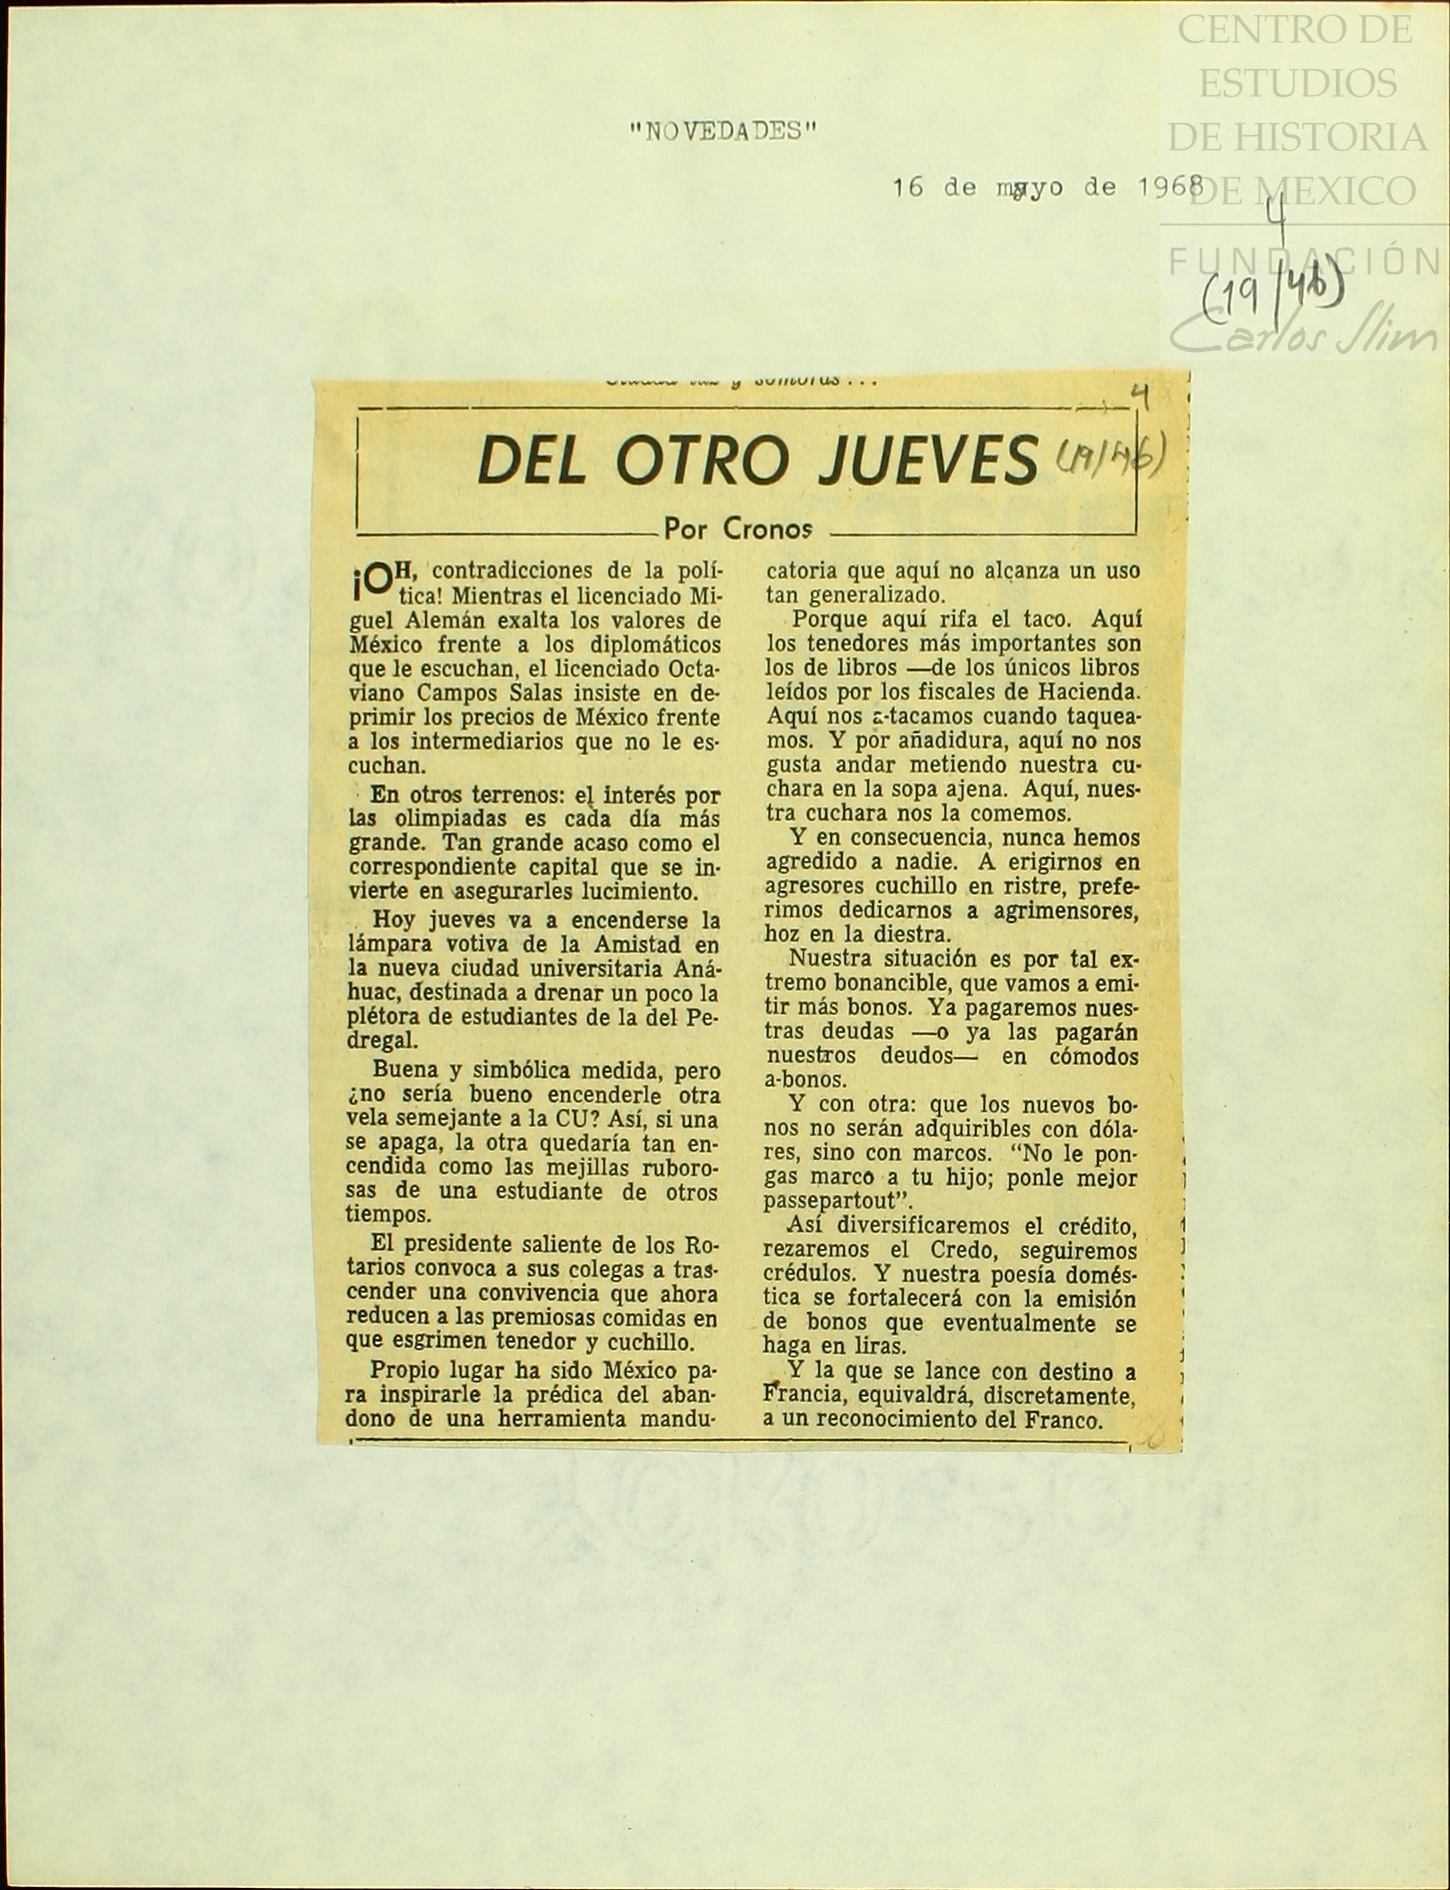 CENTRO DE
ESTUDIOS
DE HISTORIA
DE MEXICO
FUNDACIÓN
Carlos Slim
"NOVEDADES"
16 de mayo de 1968
4
(19/46)
4
DEL OTRO JUEVES (19/46)
Por Cronos
¡OH, contradicciones de la polí-
tica! Mientras el licenciado Mi-
guel Alemán exalta los valores de
México frente a los diplomáticos
que le escuchan, el licenciado Octa-
viano Campos Salas insiste en de-
primir los precios de México frente
a los intermediarios que no le es-
cuchan.
En otros terrenos: el interés por
las olimpiadas es cada día más
grande. Tan grande acaso como el
correspondiente capital que se in-
vierte en asegurarles lucimiento.
Hoy jueves va a encenderse la
lámpara votiva de la Amistad en
la nueva ciudad universitaria Aná-
huac, destinada a drenar un poco la
plétora de estudiantes de la del Pe-
dregal.
Buena y simbólica medida, pero
¿no sería bueno encenderle otra
vela semejante a la CU? Así, si una
se apaga, la otra quedaría tan en-
cendida como las mejillas ruboro-
sas de una estudiante de otros
tiempos.
El presidente saliente de los Ro-
tarios convoca a sus colegas a tras-
cender una convivencia que ahora
reducen a las premiosas comidas en
que esgrimen tenedor y cuchillo.
Propio lugar ha sido México pa-
ra inspirarle la prédica del aban-
dono de una herramienta mandu-
catoria que aquí no alcanza un uso
tan generalizado.
Porque aquí rifa el taco. Aquí
los tenedores más importantes son
los de libros —de los únicos libros
leídos por los fiscales de Hacienda.
Aquí nos a-tacamos cuando taquea-
mos. Y por añadidura, aquí no nos
gusta andar metiendo nuestra cu-
chara en la sopa ajena. Aquí, nues-
tra cuchara nos la comemos.
Y en consecuencia, nunca hemos
agredido a nadie. A erigirnos en
agresores cuchillo en ristre, prefe-
rimos dedicarnos a agrimensores,
hoz en la diestra.
Nuestra situación es por tal ex-
tremo bonancible, que vamos a emi-
tir más bonos. Ya pagaremos nues-
tras deudas —o ya las pagarán
nuestros deudos— en cómodos
a-bonos.
Y con otra: que los nuevos bo-
nos no serán adquiribles con dóla-
res, sino con marcos. "No le pon-
gas marco a tu hijo; ponle mejor
passepartout".
Así diversificaremos el crédito,
rezaremos el Credo, seguiremos
crédulos. Y nuestra poesía domés-
tica se fortalecerá con la emisión
de bonos que eventualmente se
haga en liras.
Y la que se lance con destino a
Francia, equivaldrá, discretamente,
a un reconocimiento del Franco.